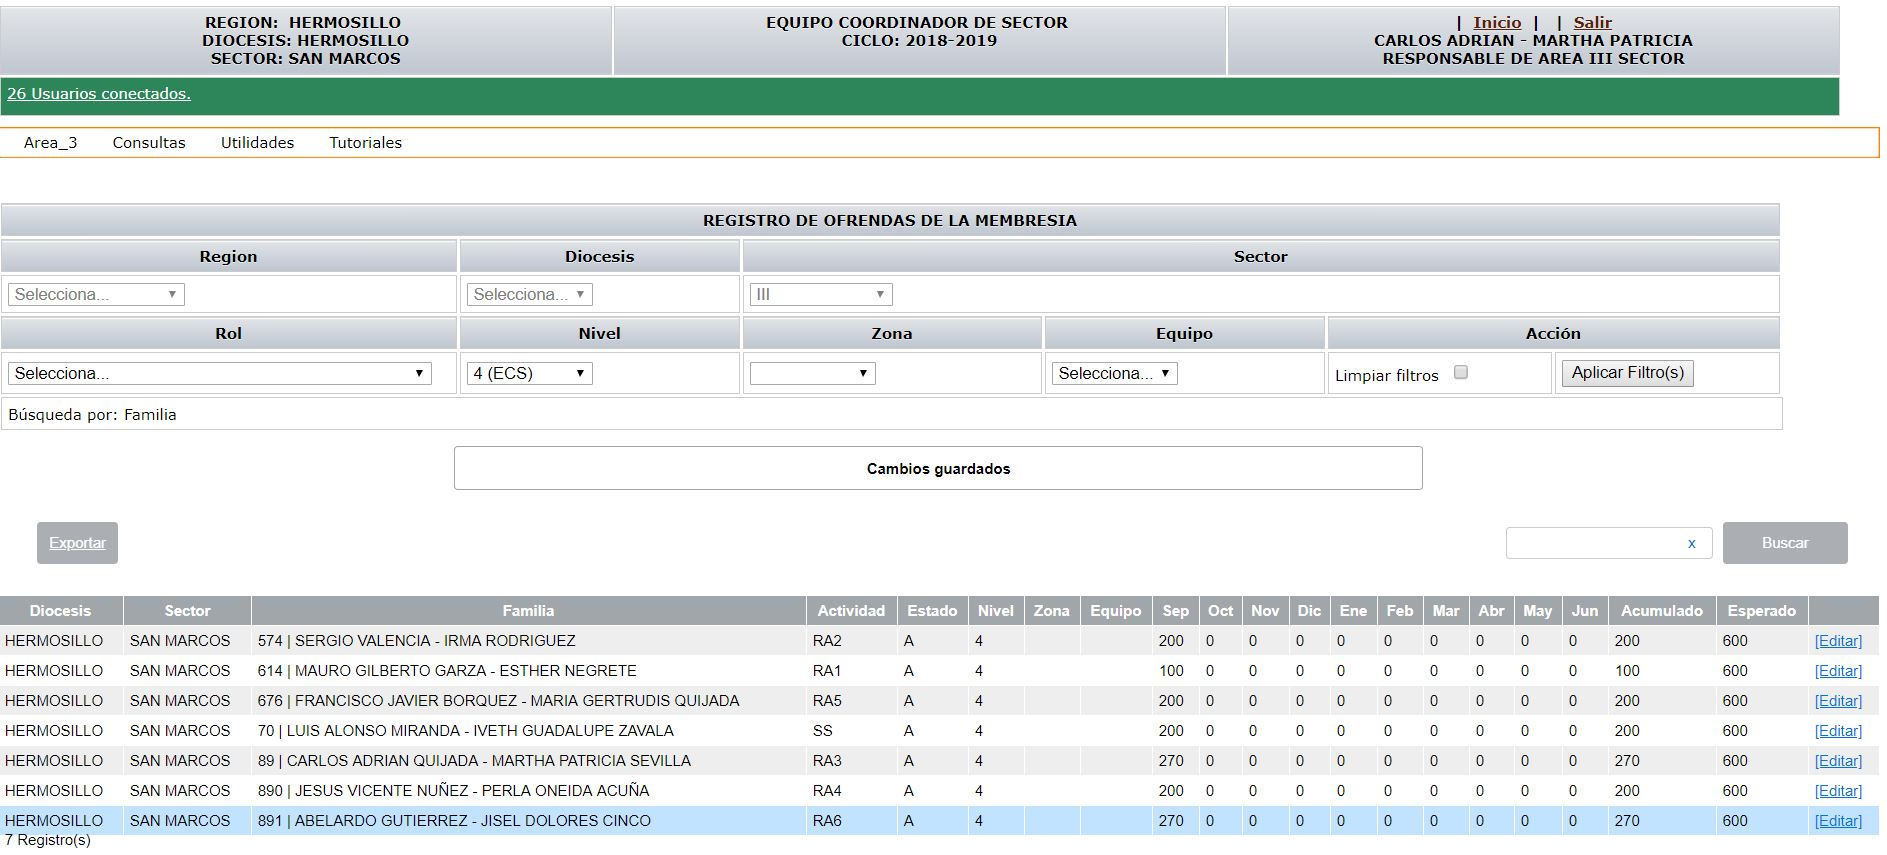 REGION:  HERMOSILLO
DIOCESIS: HERMOSILLO
SECTOR: SAN MARCOS
EQUIPO COORDINADOR DE SECTOR
CICLO: 2018-2019
| Inicio | | Salir
CARLOS ADRIAN - MARTHA PATRICIA
RESPONSABLE DE AREA III SECTOR
26 Usuarios conectados.
Area_3 Consultas Utilidades Tutoriales
REGISTRO DE OFRENDAS DE LA MEMBRESIA
Region Diocesis Sector
Selecciona... Selecciona... III
Rol Nivel Zona Equipo Acción
Selecciona... 4 (ECS) Selecciona... Limpiar filtros Aplicar Filtro(s)
Búsqueda por: Familia
Cambios guardados
Exportar x Buscar
Diocesis Sector Familia Actividad Estado Nivel Zona Equipo Sep Oct Nov Dic Ene Feb Mar Abr May Jun Acumulado Esperado
HERMOSILLO SAN MARCOS 574 | SERGIO VALENCIA - IRMA RODRIGUEZ RA2 A 4 200 0 0 0 0 0 0 0 0 0 200 600 [Editar]
HERMOSILLO SAN MARCOS 614 | MAURO GILBERTO GARZA - ESTHER NEGRETE RA1 A 4 100 0 0 0 0 0 0 0 0 0 100 600 [Editar]
HERMOSILLO SAN MARCOS 676 | FRANCISCO JAVIER BORQUEZ - MARIA GERTRUDIS QUIJADA RA5 A 4 200 0 0 0 0 0 0 0 0 0 200 600 [Editar]
HERMOSILLO SAN MARCOS 70 | LUIS ALONSO MIRANDA - IVETH GUADALUPE ZAVALA SS A 4 200 0 0 0 0 0 0 0 0 0 200 600 [Editar]
HERMOSILLO SAN MARCOS 89 | CARLOS ADRIAN QUIJADA - MARTHA PATRICIA SEVILLA RA3 A 4 270 0 0 0 0 0 0 0 0 0 270 600 [Editar]
HERMOSILLO SAN MARCOS 890 | JESUS VICENTE NUÑEZ - PERLA ONEIDA ACUÑA RA4 A 4 200 0 0 0 0 0 0 0 0 0 200 600 [Editar]
HERMOSILLO SAN MARCOS 891 | ABELARDO GUTIERREZ - JISEL DOLORES CINCO RA6 A 4 270 0 0 0 0 0 0 0 0 0 270 600 [Editar]
7 Registro(s)